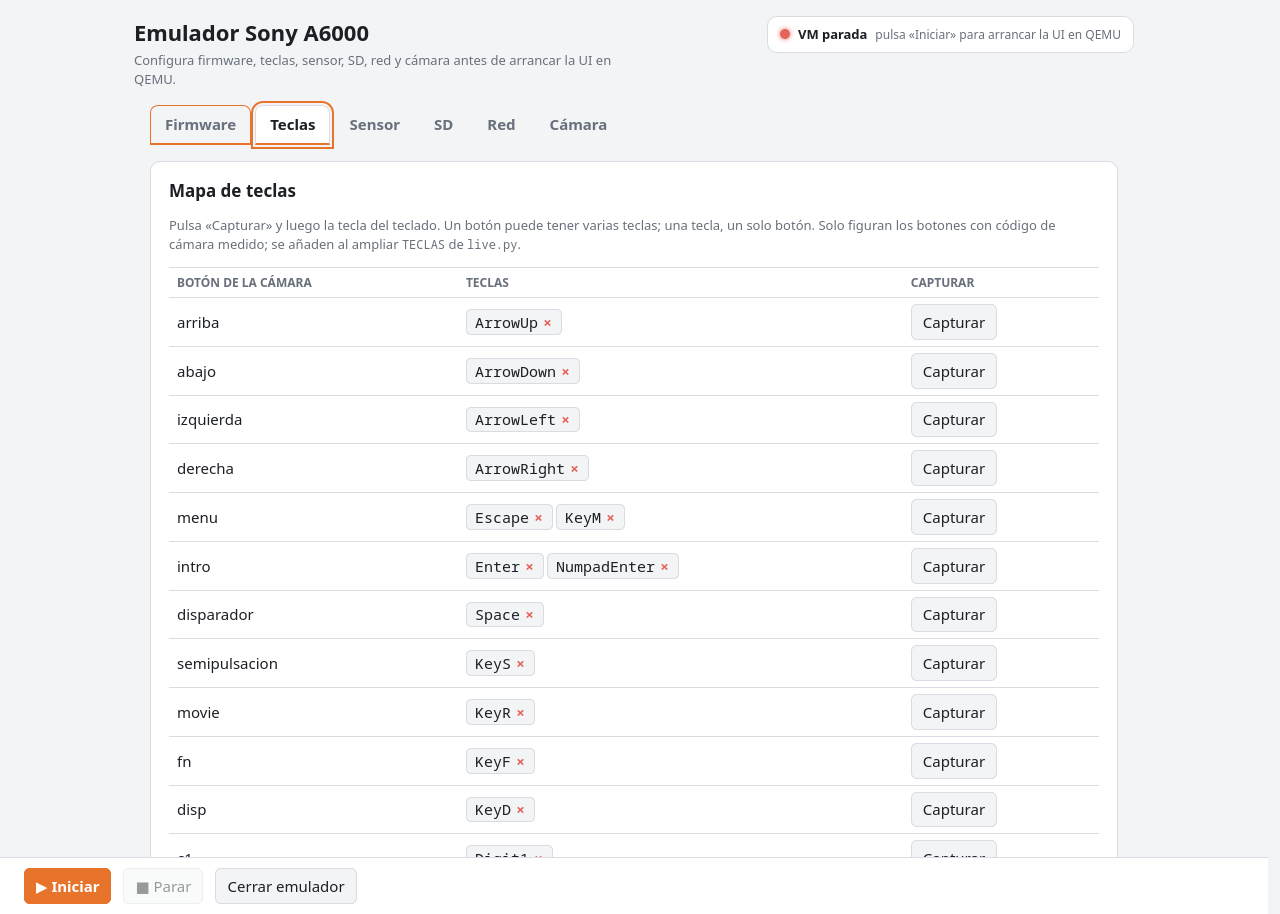 Emulador Sony A6000
VM parada pulsa «Iniciar» para arrancar la UI en QEMU
Configura firmware, teclas, sensor, SD, red y cámara antes de arrancar la UI en
QEMU.
Firmware Teclas Sensor SD Red Cámara
Mapa de teclas
Pulsa «Capturar» y luego la tecla del teclado. Un botón puede tener varias teclas; una tecla, un solo botón. Solo figuran los botones con código de
cámara medido; se añaden al ampliar TECLAS de live.py.
BOTÓN DE LA CÁMARA TECLAS CAPTURAR
arriba ArrowUp × Capturar
abajo ArrowDown × Capturar
izquierda ArrowLeft × Capturar
derecha ArrowRight × Capturar
menu Escape × KeyM × Capturar
intro Enter × NumpadEnter × Capturar
disparador Space × Capturar
semipulsacion KeyS × Capturar
movie KeyR × Capturar
fn KeyF × Capturar
disp KeyD × Capturar
c1 Digit1 × Capturar
▶ Iniciar ■ Parar Cerrar emulador